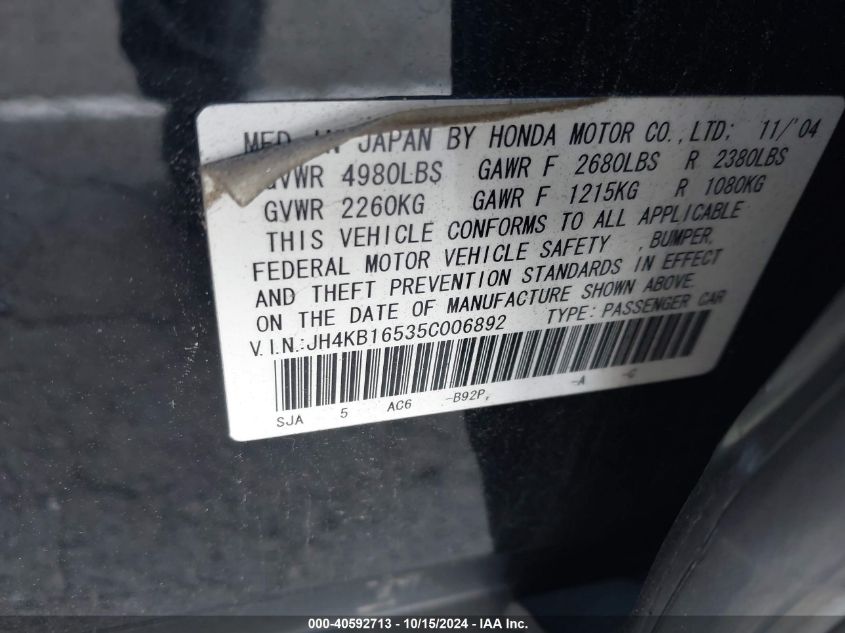 MFD IN JAPAN BY HONDA MOTOR CO.,LTD: 11/'04
GVWR 4980LBS GAWR F 2680LBS R 2380LBS
GVWR 2260KG GAWR F 1215KG R 1080KG
THIS VEHICLE CONFORMS TO ALL APPLICABLE
FEDERAL MOTOR VEHICLE SAFETY , BUMPER,
AND THEFT PREVENTION STANDARDS IN EFFECT
ON THE DATE OF MANUFACTURE SHOWN ABOVE.
V.I.N.:JH4KB16535C006892 TYPE: PASSENGER CAR
SJA 5 AC6 -B92P, -A -C
000-40592713 - 10/15/2024 - IAAI Inc.